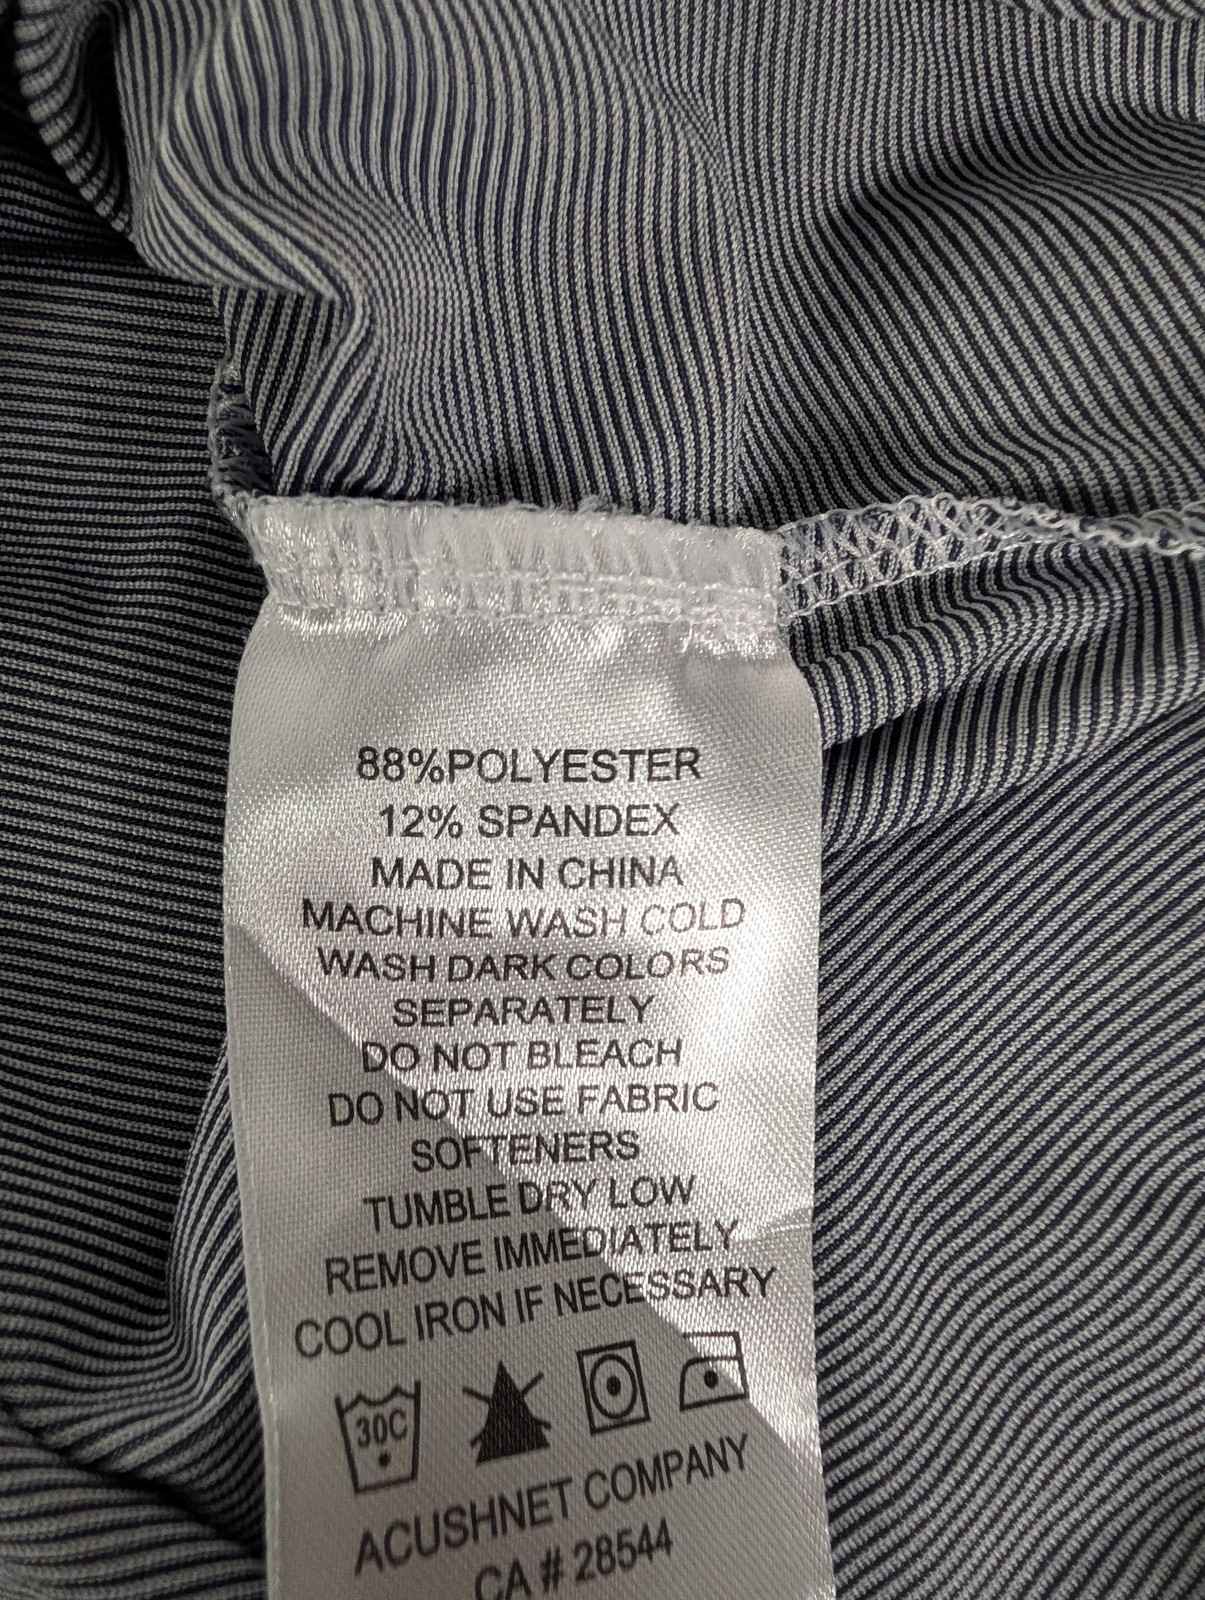 88%POLYESTER
12% SPANDEX
MADE IN CHINA
MACHINE WASH COLD
WASH DARK COLORS
SEPARATELY
DO NOT BLEACH
DO NOT USE FABRIC
SOFTENERS
TUMBLE DRY LOW
REMOVE IMMEDIATELY
COOL IRON IF NECESSARY
30C
ACUSHNET COMPANY
CA # 28544